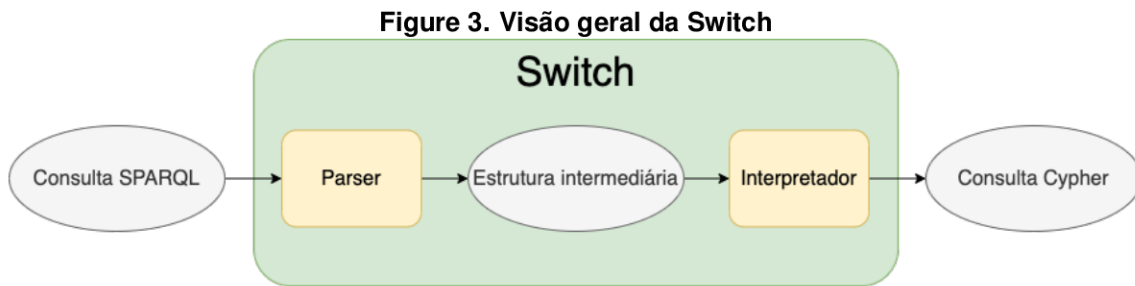 Figure 3. Visão geral da Switch
Switch
Consulta SPARQL
Parser
Estrutura intermediária
Interpretador
Consulta Cypher